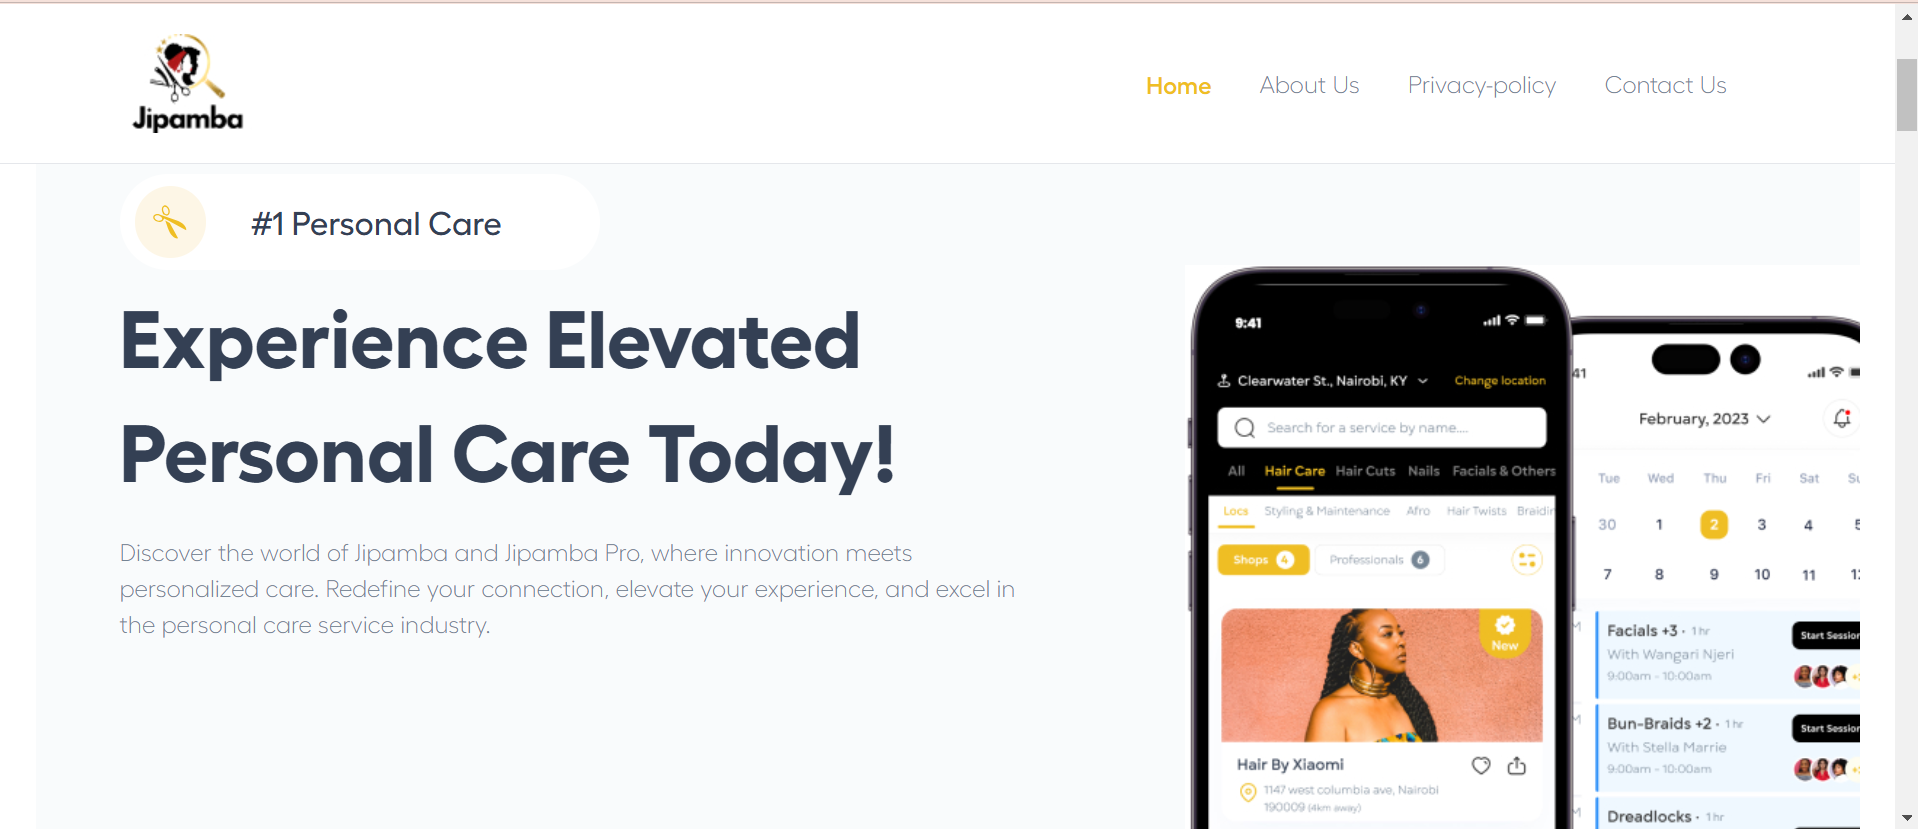 Jipamba
Home
About Us
Privacy-policy
Contact Us
#1 Personal Care
Experience Elevated
Personal Care Today!
Discover the world of Jipamba and Jipamba Pro, where innovation meets
personalized care. Redefine your connection, elevate your experience, and excel in
the personal care service industry.
9:41
Clearwater St., Nairobi, KY
Change location
Search for a service by name....
All Hair Care Hair Cuts Nails Facials & Others
Locs Styling & Maintenance Afro Hair Twists Braidin
Shops 4
Professionals 6
New
Hair By Xiaomi
1147 west columbia ave, Nairobi
190009 (4km away)
41
February, 2023
Tue Wed Thu Fri Sat Su
30 1 2 3 4
7 8 9 10 11
Facials +3 · 1 hr
Start Session
With Wangari Njeri
9:00am - 10:00am
Bun-Braids +2 · 1 hr
Start Session
With Stella Marrie
9:00am - 10:00am
Dreadlocks · 1 hr